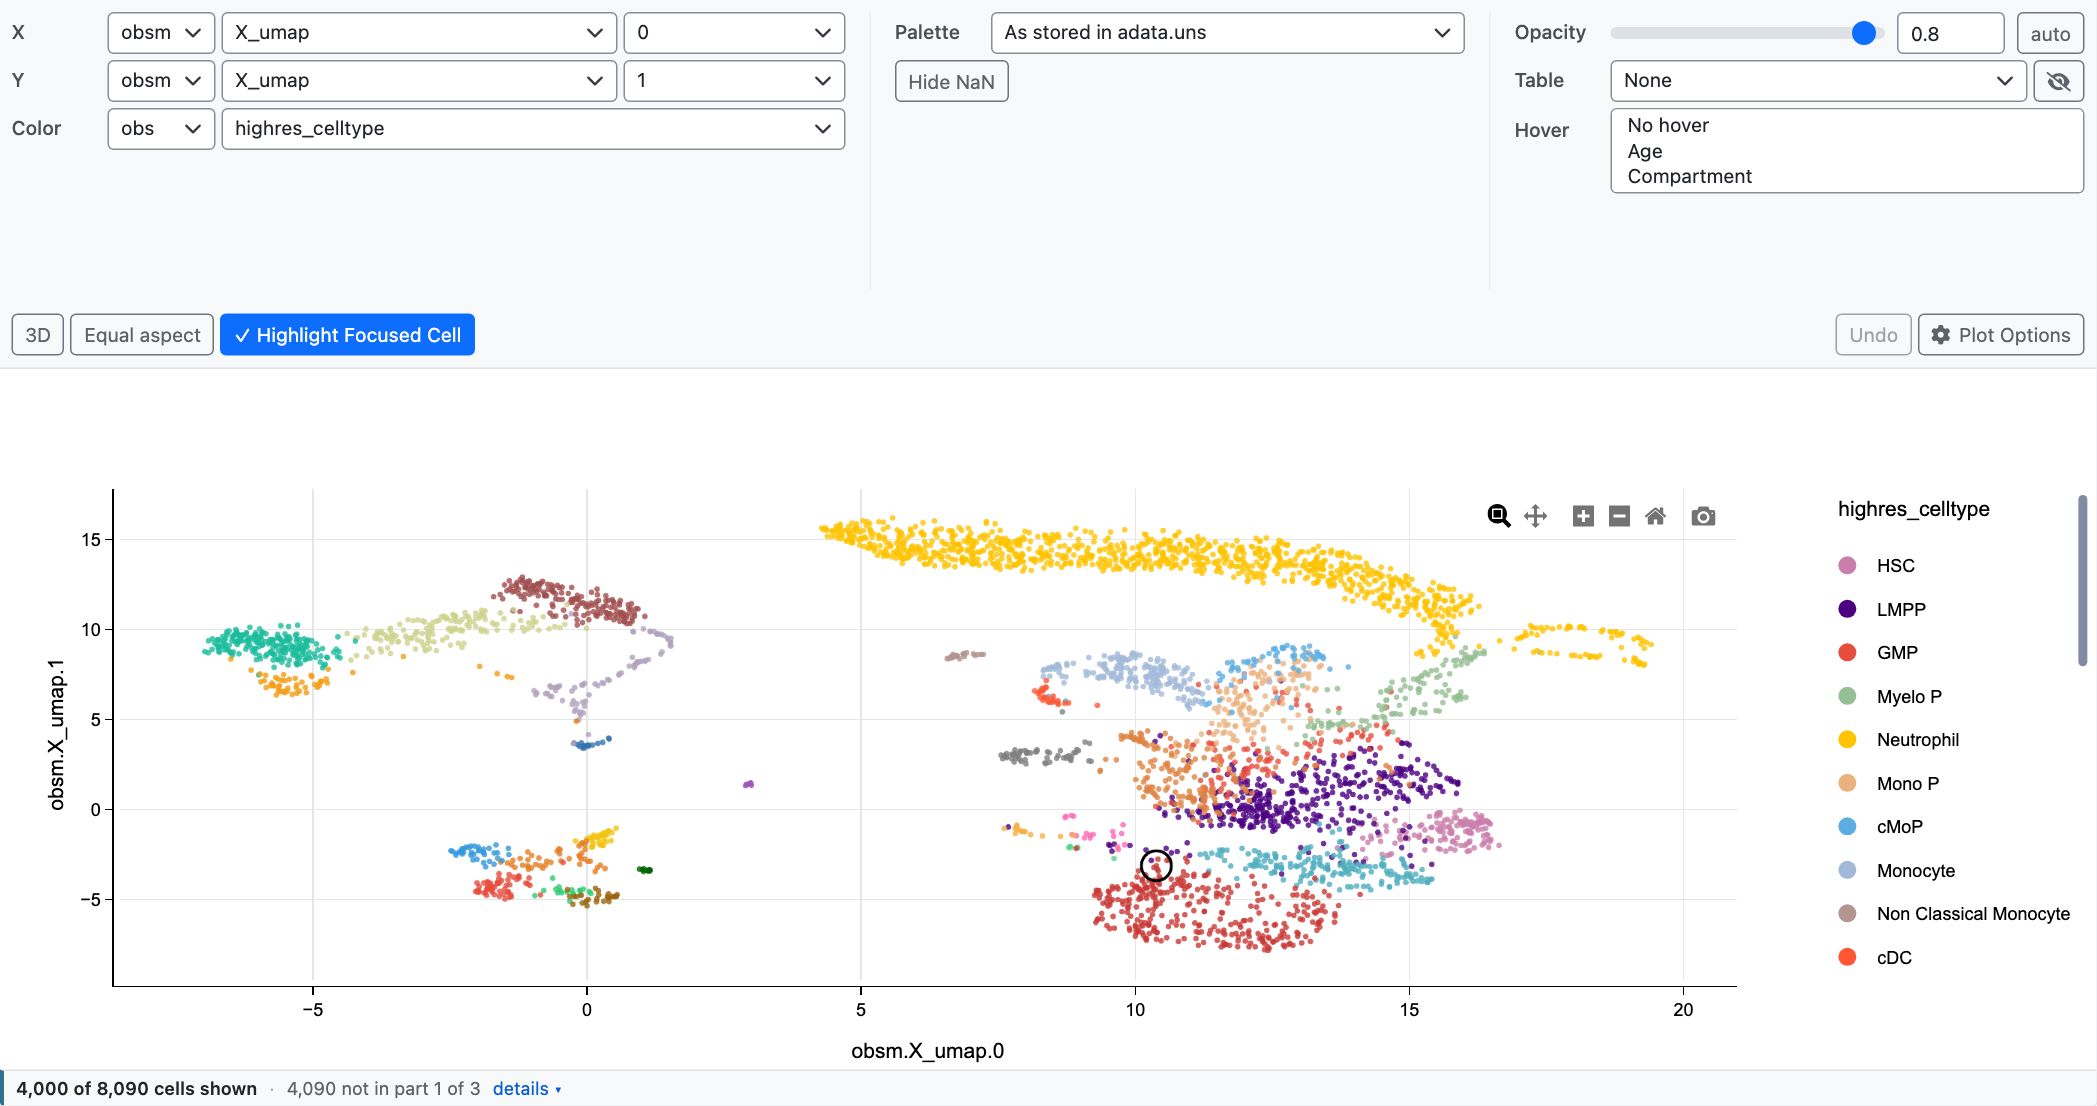 X obsm X_umap 0 Palette As stored in adata.uns Opacity 0.8 auto
Y obsm X_umap 1 Hide NaN Table None
Color obs highres_celltype Hover No hover
Age
Compartment
3D Equal aspect ✓ Highlight Focused Cell Undo Plot Options
highres_celltype
HSC
LMPP
GMP
Myelo P
Neutrophil
Mono P
cMoP
Monocyte
Non Classical Monocyte
cDC
15
10
5
0
−5
obsm.X_umap.1
−5 0 5 10 15 20
obsm.X_umap.0
4,000 of 8,090 cells shown · 4,090 not in part 1 of 3 details ▾